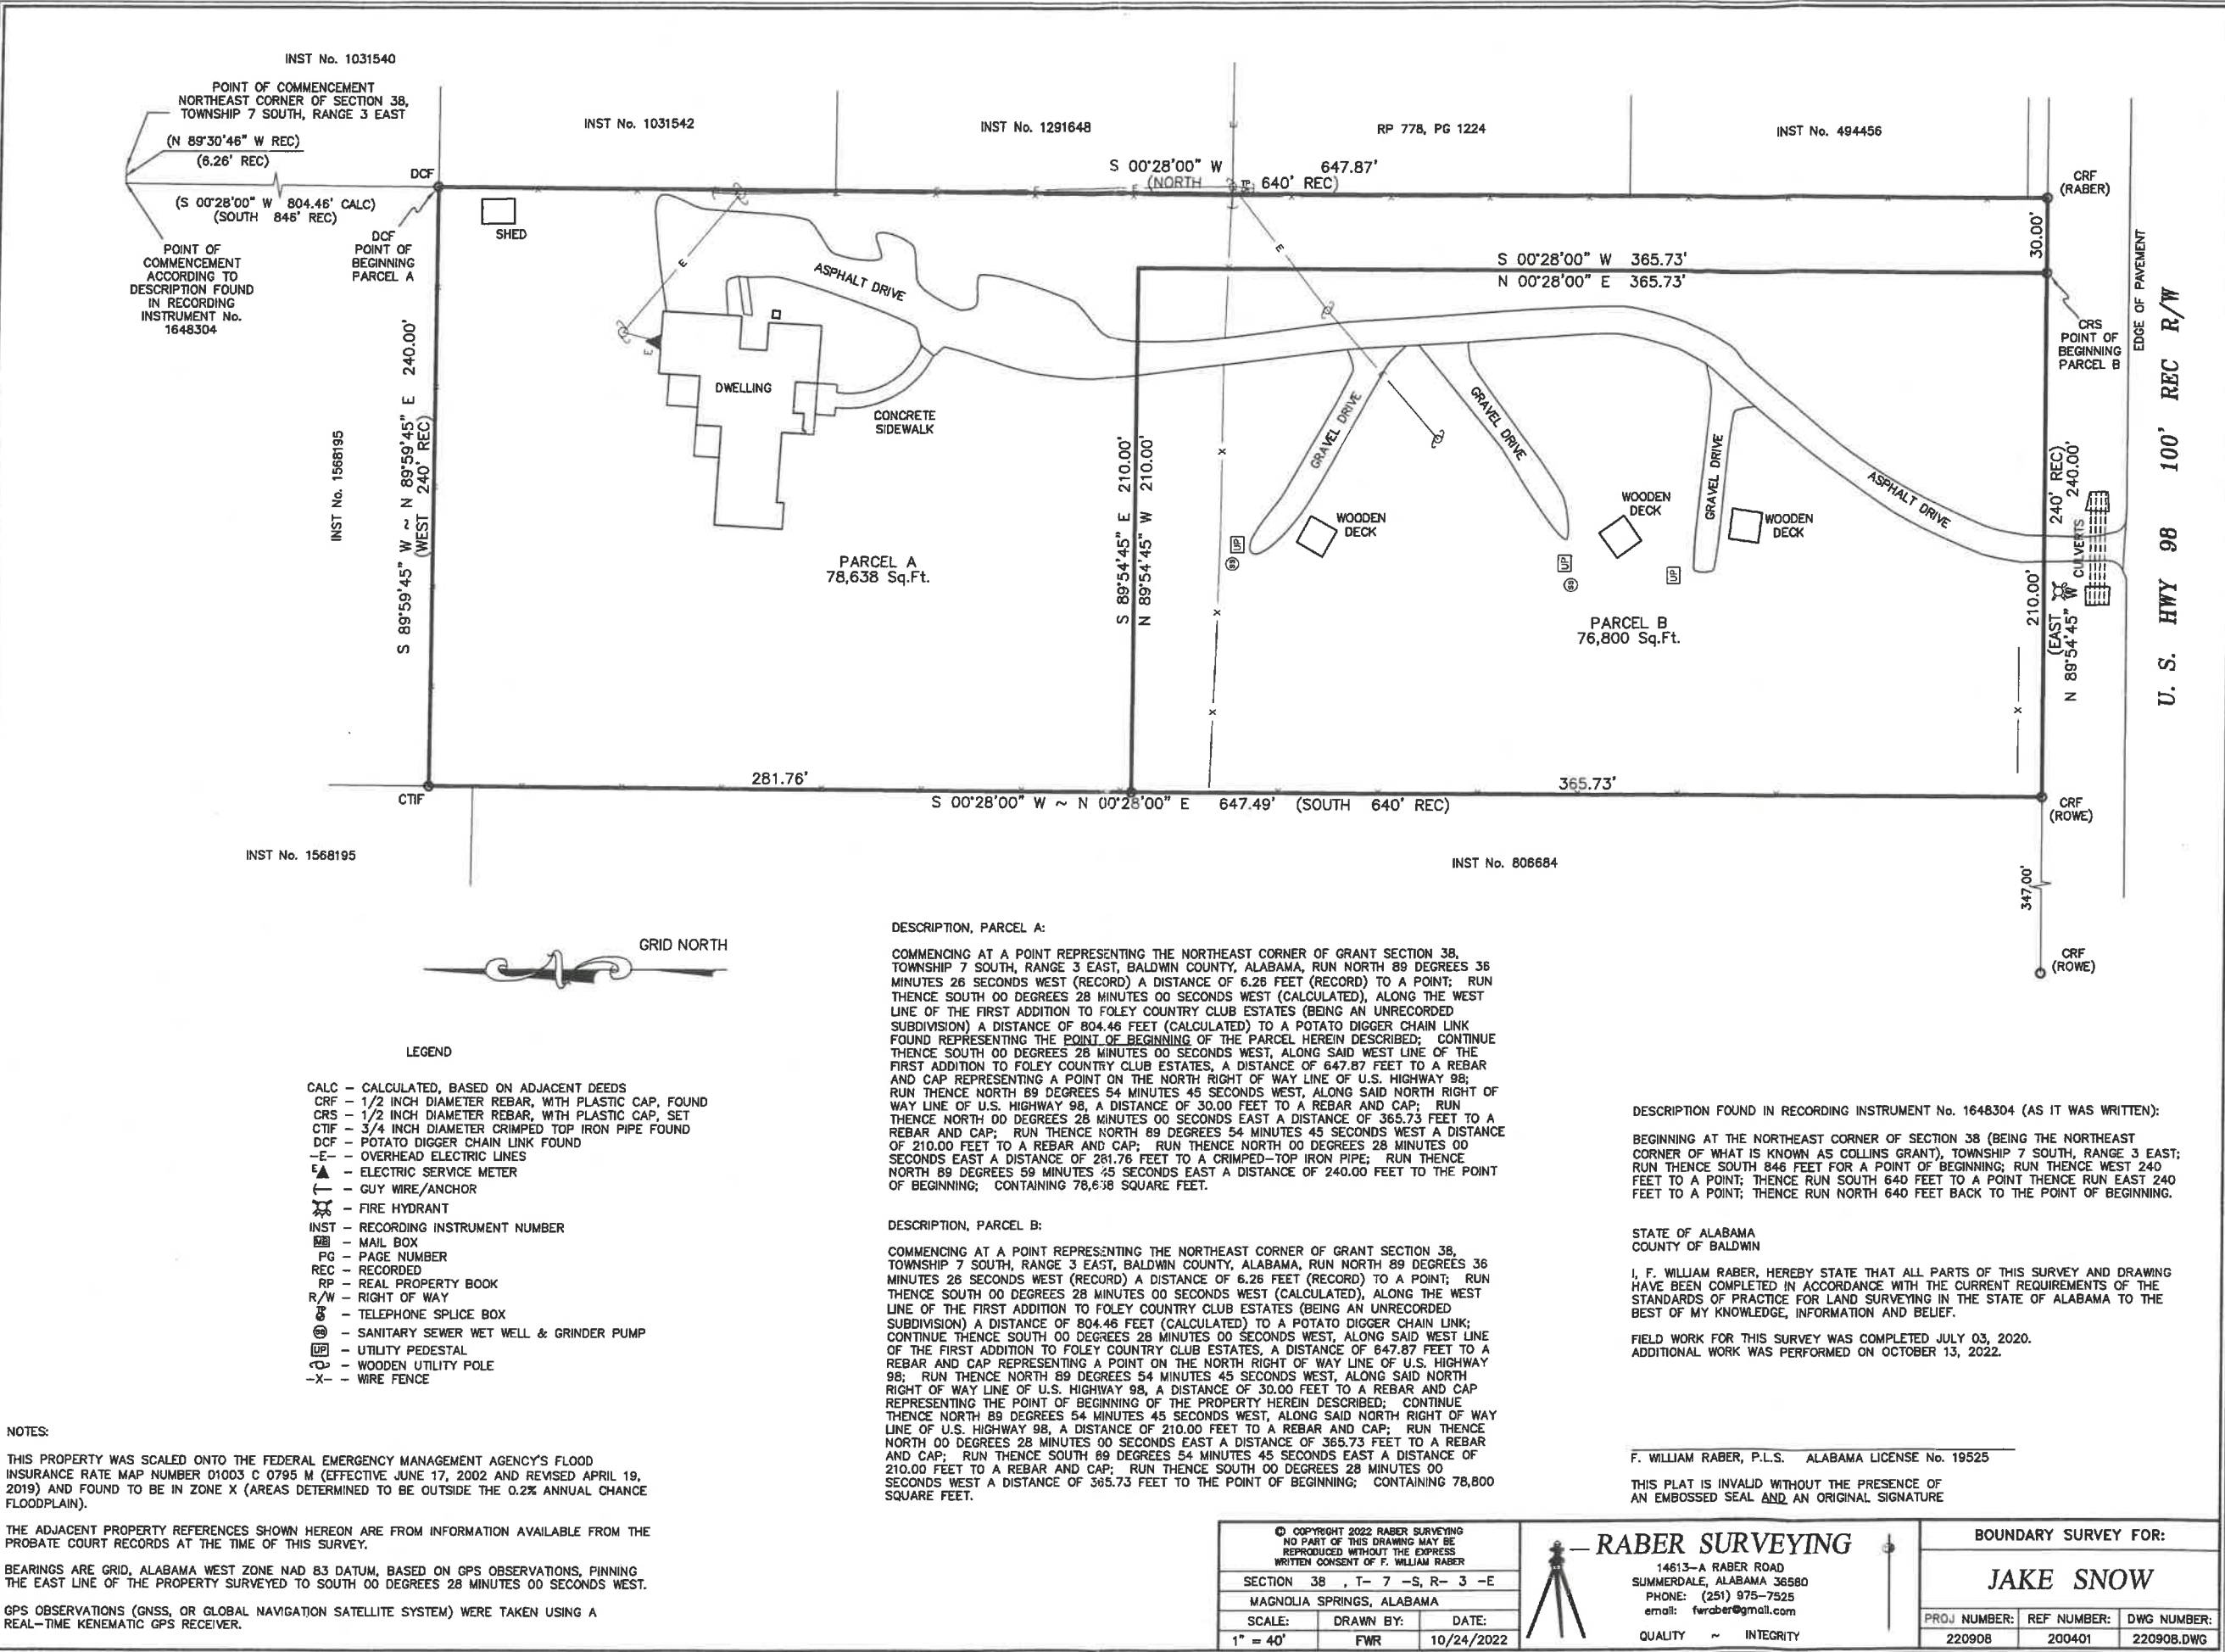 INST No. 1031540
POINT OF COMMENCEMENT
NORTHEAST CORNER OF SECTION 38,
TOWNSHIP 7 SOUTH, RANGE 3 EAST
(N 89°30'46" W REC)
(6.26' REC)
(S 00°28'00" W 804.46' CALC)
(SOUTH 846' REC)
POINT OF
COMMENCEMENT
ACCORDING TO
DESCRIPTION FOUND
IN RECORDING
INSTRUMENT No.
1648304
DCF
DCF
POINT OF
BEGINNING
PARCEL A
INST No. 1031542
INST No. 1291648
RP 778, PG 1224
INST No. 494456
S 00°28'00" W 647.87'
(NORTH 640' REC)
CRF
(RABER)
30.00'
SHED
E
ASPHALT DRIVE
E
S 00°28'00" W 365.73'
N 00°28'00" E 365.73'
CRS
POINT OF
BEGINNING
PARCEL B
EDGE OF PAVEMENT
U. S. HWY 98 100' REC R/W
E
DWELLING
CONCRETE
SIDEWALK
INST No. 1568195
S 89°59'45" W ~ N 89°59'45" E 240.00'
(WEST 240' REC)
S 89°54'45" E 210.00'
N 89°54'45" W 210.00'
GRAVEL DRIVE
GRAVEL DRIVE
GRAVEL DRIVE
ASPHALT DRIVE
WOODEN
DECK
WOODEN
DECK
WOODEN
DECK
UP
SS
UP
SS
UP
CULVERTS
210.00'
(EAST 240' REC)
N 89°54'45" W 240.00'
PARCEL A
78,638 Sq.Ft.
PARCEL B
76,800 Sq.Ft.
281.76'
365.73'
CTIF
S 00°28'00" W ~ N 00°28'00" E 647.49' (SOUTH 640' REC)
CRF
(ROWE)
INST No. 1568195
INST No. 806684
347.00'
CRF
(ROWE)
GRID NORTH
LEGEND
CALC – CALCULATED, BASED ON ADJACENT DEEDS
CRF – 1/2 INCH DIAMETER REBAR, WITH PLASTIC CAP, FOUND
CRS – 1/2 INCH DIAMETER REBAR, WITH PLASTIC CAP, SET
CTIF – 3/4 INCH DIAMETER CRIMPED TOP IRON PIPE FOUND
DCF – POTATO DIGGER CHAIN LINK FOUND
–E– – OVERHEAD ELECTRIC LINES
E – ELECTRIC SERVICE METER
– GUY WIRE/ANCHOR
– FIRE HYDRANT
INST – RECORDING INSTRUMENT NUMBER
MB – MAIL BOX
PG – PAGE NUMBER
REC – RECORDED
RP – REAL PROPERTY BOOK
R/W – RIGHT OF WAY
– TELEPHONE SPLICE BOX
SS – SANITARY SEWER WET WELL & GRINDER PUMP
UP – UTILITY PEDESTAL
– WOODEN UTILITY POLE
–X– – WIRE FENCE
NOTES:
THIS PROPERTY WAS SCALED ONTO THE FEDERAL EMERGENCY MANAGEMENT AGENCY'S FLOOD
INSURANCE RATE MAP NUMBER 01003 C 0795 M (EFFECTIVE JUNE 17, 2002 AND REVISED APRIL 19,
2019) AND FOUND TO BE IN ZONE X (AREAS DETERMINED TO BE OUTSIDE THE 0.2% ANNUAL CHANCE
FLOODPLAIN).
THE ADJACENT PROPERTY REFERENCES SHOWN HEREON ARE FROM INFORMATION AVAILABLE FROM THE
PROBATE COURT RECORDS AT THE TIME OF THIS SURVEY.
BEARINGS ARE GRID, ALABAMA WEST ZONE NAD 83 DATUM, BASED ON GPS OBSERVATIONS, PINNING
THE EAST LINE OF THE PROPERTY SURVEYED TO SOUTH 00 DEGREES 28 MINUTES 00 SECONDS WEST.
GPS OBSERVATIONS (GNSS, OR GLOBAL NAVIGATION SATELLITE SYSTEM) WERE TAKEN USING A
REAL–TIME KENEMATIC GPS RECEIVER.
DESCRIPTION, PARCEL A:
COMMENCING AT A POINT REPRESENTING THE NORTHEAST CORNER OF GRANT SECTION 38,
TOWNSHIP 7 SOUTH, RANGE 3 EAST, BALDWIN COUNTY, ALABAMA, RUN NORTH 89 DEGREES 36
MINUTES 26 SECONDS WEST (RECORD) A DISTANCE OF 6.26 FEET (RECORD) TO A POINT; RUN
THENCE SOUTH 00 DEGREES 28 MINUTES 00 SECONDS WEST (CALCULATED), ALONG THE WEST
LINE OF THE FIRST ADDITION TO FOLEY COUNTRY CLUB ESTATES (BEING AN UNRECORDED
SUBDIVISION) A DISTANCE OF 804.46 FEET (CALCULATED) TO A POTATO DIGGER CHAIN LINK
FOUND REPRESENTING THE POINT OF BEGINNING OF THE PARCEL HEREIN DESCRIBED; CONTINUE
THENCE SOUTH 00 DEGREES 28 MINUTES 00 SECONDS WEST, ALONG SAID WEST LINE OF THE
FIRST ADDITION TO FOLEY COUNTRY CLUB ESTATES, A DISTANCE OF 647.87 FEET TO A REBAR
AND CAP REPRESENTING A POINT ON THE NORTH RIGHT OF WAY LINE OF U.S. HIGHWAY 98;
RUN THENCE NORTH 89 DEGREES 54 MINUTES 45 SECONDS WEST, ALONG SAID NORTH RIGHT OF
WAY LINE OF U.S. HIGHWAY 98, A DISTANCE OF 30.00 FEET TO A REBAR AND CAP; RUN
THENCE NORTH 00 DEGREES 28 MINUTES 00 SECONDS EAST A DISTANCE OF 365.73 FEET TO A
REBAR AND CAP; RUN THENCE NORTH 89 DEGREES 54 MINUTES 45 SECONDS WEST A DISTANCE
OF 210.00 FEET TO A REBAR AND CAP; RUN THENCE NORTH 00 DEGREES 28 MINUTES 00
SECONDS EAST A DISTANCE OF 281.76 FEET TO A CRIMPED–TOP IRON PIPE; RUN THENCE
NORTH 89 DEGREES 59 MINUTES 45 SECONDS EAST A DISTANCE OF 240.00 FEET TO THE POINT
OF BEGINNING; CONTAINING 78,638 SQUARE FEET.
DESCRIPTION, PARCEL B:
COMMENCING AT A POINT REPRESENTING THE NORTHEAST CORNER OF GRANT SECTION 38,
TOWNSHIP 7 SOUTH, RANGE 3 EAST, BALDWIN COUNTY, ALABAMA, RUN NORTH 89 DEGREES 36
MINUTES 26 SECONDS WEST (RECORD) A DISTANCE OF 6.26 FEET (RECORD) TO A POINT; RUN
THENCE SOUTH 00 DEGREES 28 MINUTES 00 SECONDS WEST (CALCULATED), ALONG THE WEST
LINE OF THE FIRST ADDITION TO FOLEY COUNTRY CLUB ESTATES (BEING AN UNRECORDED
SUBDIVISION) A DISTANCE OF 804.46 FEET (CALCULATED) TO A POTATO DIGGER CHAIN LINK;
CONTINUE THENCE SOUTH 00 DEGREES 28 MINUTES 00 SECONDS WEST, ALONG SAID WEST LINE
OF THE FIRST ADDITION TO FOLEY COUNTRY CLUB ESTATES, A DISTANCE OF 647.87 FEET TO A
REBAR AND CAP REPRESENTING A POINT ON THE NORTH RIGHT OF WAY LINE OF U.S. HIGHWAY
98; RUN THENCE NORTH 89 DEGREES 54 MINUTES 45 SECONDS WEST, ALONG SAID NORTH
RIGHT OF WAY LINE OF U.S. HIGHWAY 98, A DISTANCE OF 30.00 FEET TO A REBAR AND CAP
REPRESENTING THE POINT OF BEGINNING OF THE PROPERTY HEREIN DESCRIBED; CONTINUE
THENCE NORTH 89 DEGREES 54 MINUTES 45 SECONDS WEST, ALONG SAID NORTH RIGHT OF WAY
LINE OF U.S. HIGHWAY 98, A DISTANCE OF 210.00 FEET TO A REBAR AND CAP; RUN THENCE
NORTH 00 DEGREES 28 MINUTES 00 SECONDS EAST A DISTANCE OF 365.73 FEET TO A REBAR
AND CAP; RUN THENCE SOUTH 89 DEGREES 54 MINUTES 45 SECONDS EAST A DISTANCE OF
210.00 FEET TO A REBAR AND CAP; RUN THENCE SOUTH 00 DEGREES 28 MINUTES 00
SECONDS WEST A DISTANCE OF 365.73 FEET TO THE POINT OF BEGINNING; CONTAINING 78,800
SQUARE FEET.
DESCRIPTION FOUND IN RECORDING INSTRUMENT No. 1648304 (AS IT WAS WRITTEN):
BEGINNING AT THE NORTHEAST CORNER OF SECTION 38 (BEING THE NORTHEAST
CORNER OF WHAT IS KNOWN AS COLLINS GRANT), TOWNSHIP 7 SOUTH, RANGE 3 EAST;
RUN THENCE SOUTH 846 FEET FOR A POINT OF BEGINNING; RUN THENCE WEST 240
FEET TO A POINT; THENCE RUN SOUTH 640 FEET TO A POINT THENCE RUN EAST 240
FEET TO A POINT; THENCE RUN NORTH 640 FEET BACK TO THE POINT OF BEGINNING.
STATE OF ALABAMA
COUNTY OF BALDWIN
I, F. WILLIAM RABER, HEREBY STATE THAT ALL PARTS OF THIS SURVEY AND DRAWING
HAVE BEEN COMPLETED IN ACCORDANCE WITH THE CURRENT REQUIREMENTS OF THE
STANDARDS OF PRACTICE FOR LAND SURVEYING IN THE STATE OF ALABAMA TO THE
BEST OF MY KNOWLEDGE, INFORMATION AND BELIEF.
FIELD WORK FOR THIS SURVEY WAS COMPLETED JULY 03, 2020.
ADDITIONAL WORK WAS PERFORMED ON OCTOBER 13, 2022.
F. WILLIAM RABER, P.L.S. ALABAMA LICENSE No. 19525
THIS PLAT IS INVALID WITHOUT THE PRESENCE OF
AN EMBOSSED SEAL AND AN ORIGINAL SIGNATURE
© COPYRIGHT 2022 RABER SURVEYING
NO PART OF THIS DRAWING MAY BE
REPRODUCED WITHOUT THE EXPRESS
WRITTEN CONSENT OF F. WILLIAM RABER
SECTION 38 , T– 7 –S, R– 3 –E
MAGNOLIA SPRINGS, ALABAMA
SCALE: DRAWN BY: DATE:
1" = 40' FWR 10/24/2022
RABER SURVEYING
14613–A RABER ROAD
SUMMERDALE, ALABAMA 36580
PHONE: (251) 975–7525
email: fwraber@gmail.com
QUALITY ~ INTEGRITY
BOUNDARY SURVEY FOR:
JAKE SNOW
PROJ NUMBER: REF NUMBER: DWG NUMBER:
220908 200401 220908.DWG